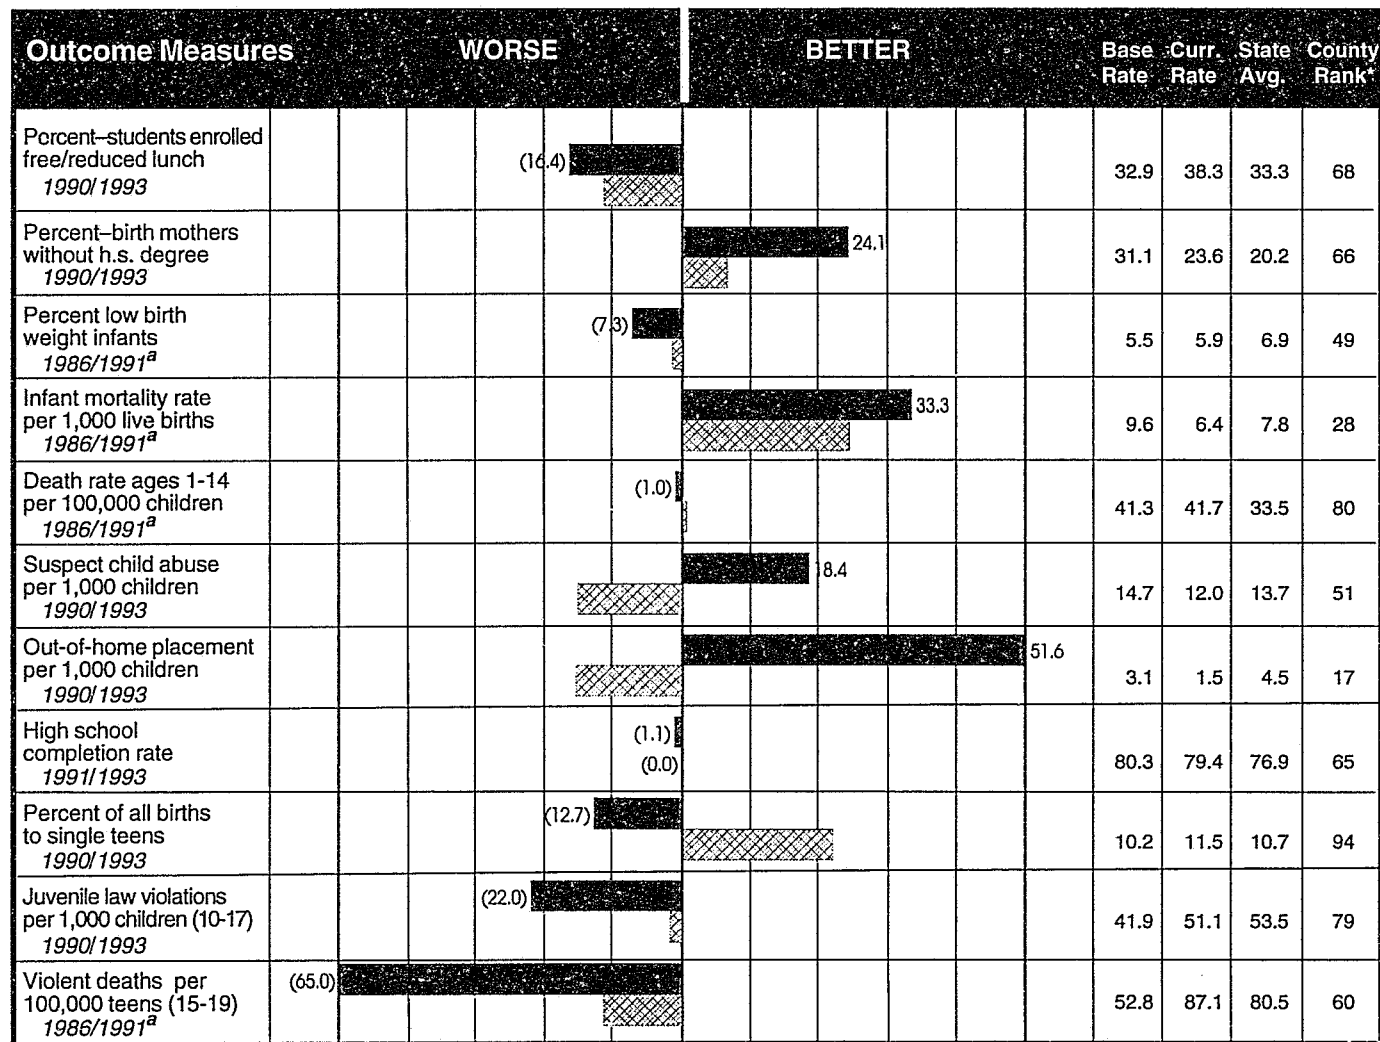 Outcome Measures WORSE BETTER Base Rate Curr. Rate State Avg. County Rank*
Percent–students enrolled
free/reduced lunch
1990/1993
(16.4)
32.9 38.3 33.3 68
Percent–birth mothers
without h.s. degree
1990/1993
24.1
31.1 23.6 20.2 66
Percent low birth
weight infants
1986/1991a
(7.3)
5.5 5.9 6.9 49
Infant mortality rate
per 1,000 live births
1986/1991a
33.3
9.6 6.4 7.8 28
Death rate ages 1-14
per 100,000 children
1986/1991a
(1.0)
41.3 41.7 33.5 80
Suspect child abuse
per 1,000 children
1990/1993
18.4
14.7 12.0 13.7 51
Out-of-home placement
per 1,000 children
1990/1993
51.6
3.1 1.5 4.5 17
High school
completion rate
1991/1993
(1.1)
(0.0)
80.3 79.4 76.9 65
Percent of all births
to single teens
1990/1993
(12.7)
10.2 11.5 10.7 94
Juvenile law violations
per 1,000 children (10-17)
1990/1993
(22.0)
41.9 51.1 53.5 79
Violent deaths per
100,000 teens (15-19)
1986/1991a
(65.0)
52.8 87.1 80.5 60